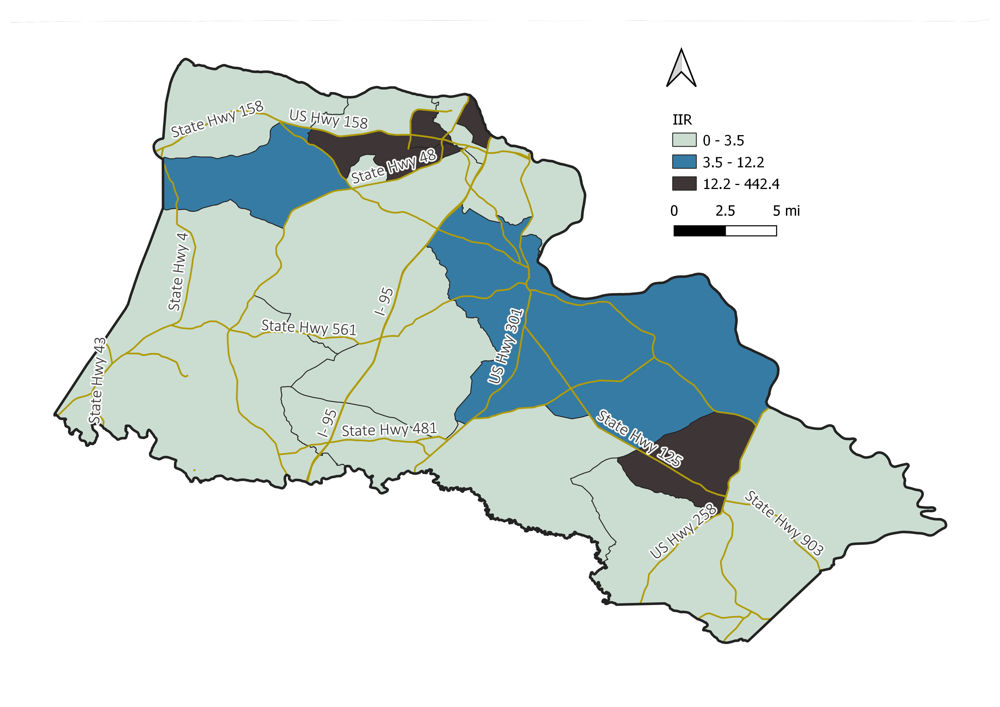 State Hwy 158
US Hwy 158
IIR
0 - 3.5
3.5 - 12.2
12.2 - 442.4
0 2.5 5 mi
State Hwy 48
State Hwy 4
I- 95
State Hwy 561
US Hwy 301
State Hwy 43
I- 95
State Hwy 481
State Hwy 125
US Hwy 258
State Hwy 903